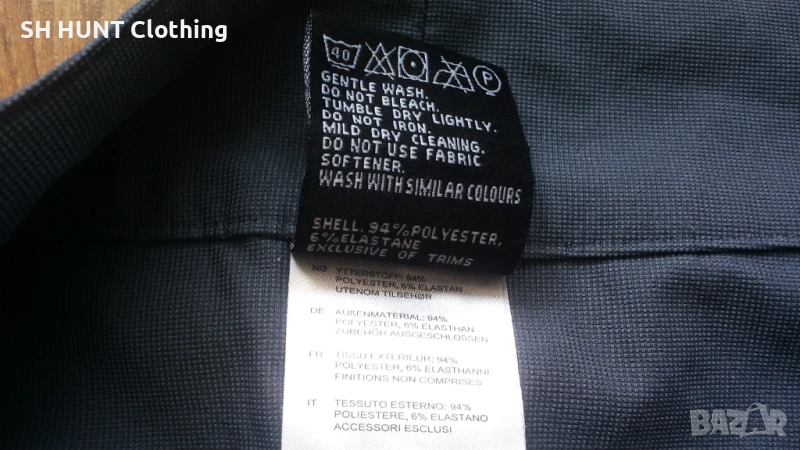 SH HUNT Clothing
40
P
GENTLE WASH.
DO NOT BLEACH.
TUMBLE DRY LIGHTLY.
DO NOT IRON.
MILD DRY CLEANING.
DO NOT USE FABRIC
SOFTENER.
WASH WITH SIMILAR COLOURS
SHELL. 94%POLYESTER,
6%ELASTANE
EXCLUSIVE OF TRIMS
NO YTTERSTOFF: 94%
POLYESTER, 6% ELASTAN
UTENOM TILBEHØR
DE AUßENMATERIAL: 94%
POLYESTER, 6% ELASTHAN
ZUBEHÖR AUSGESCHLOSSEN
FR TISSU EXTERIEUR: 94%
POLYESTER, 6% ELASTHANNE
FINITIONS NON COMPRISES
IT TESSUTO ESTERNO: 94%
POLIESTERE, 6% ELASTANO
ACCESSORI ESCLUSI
BAZAR